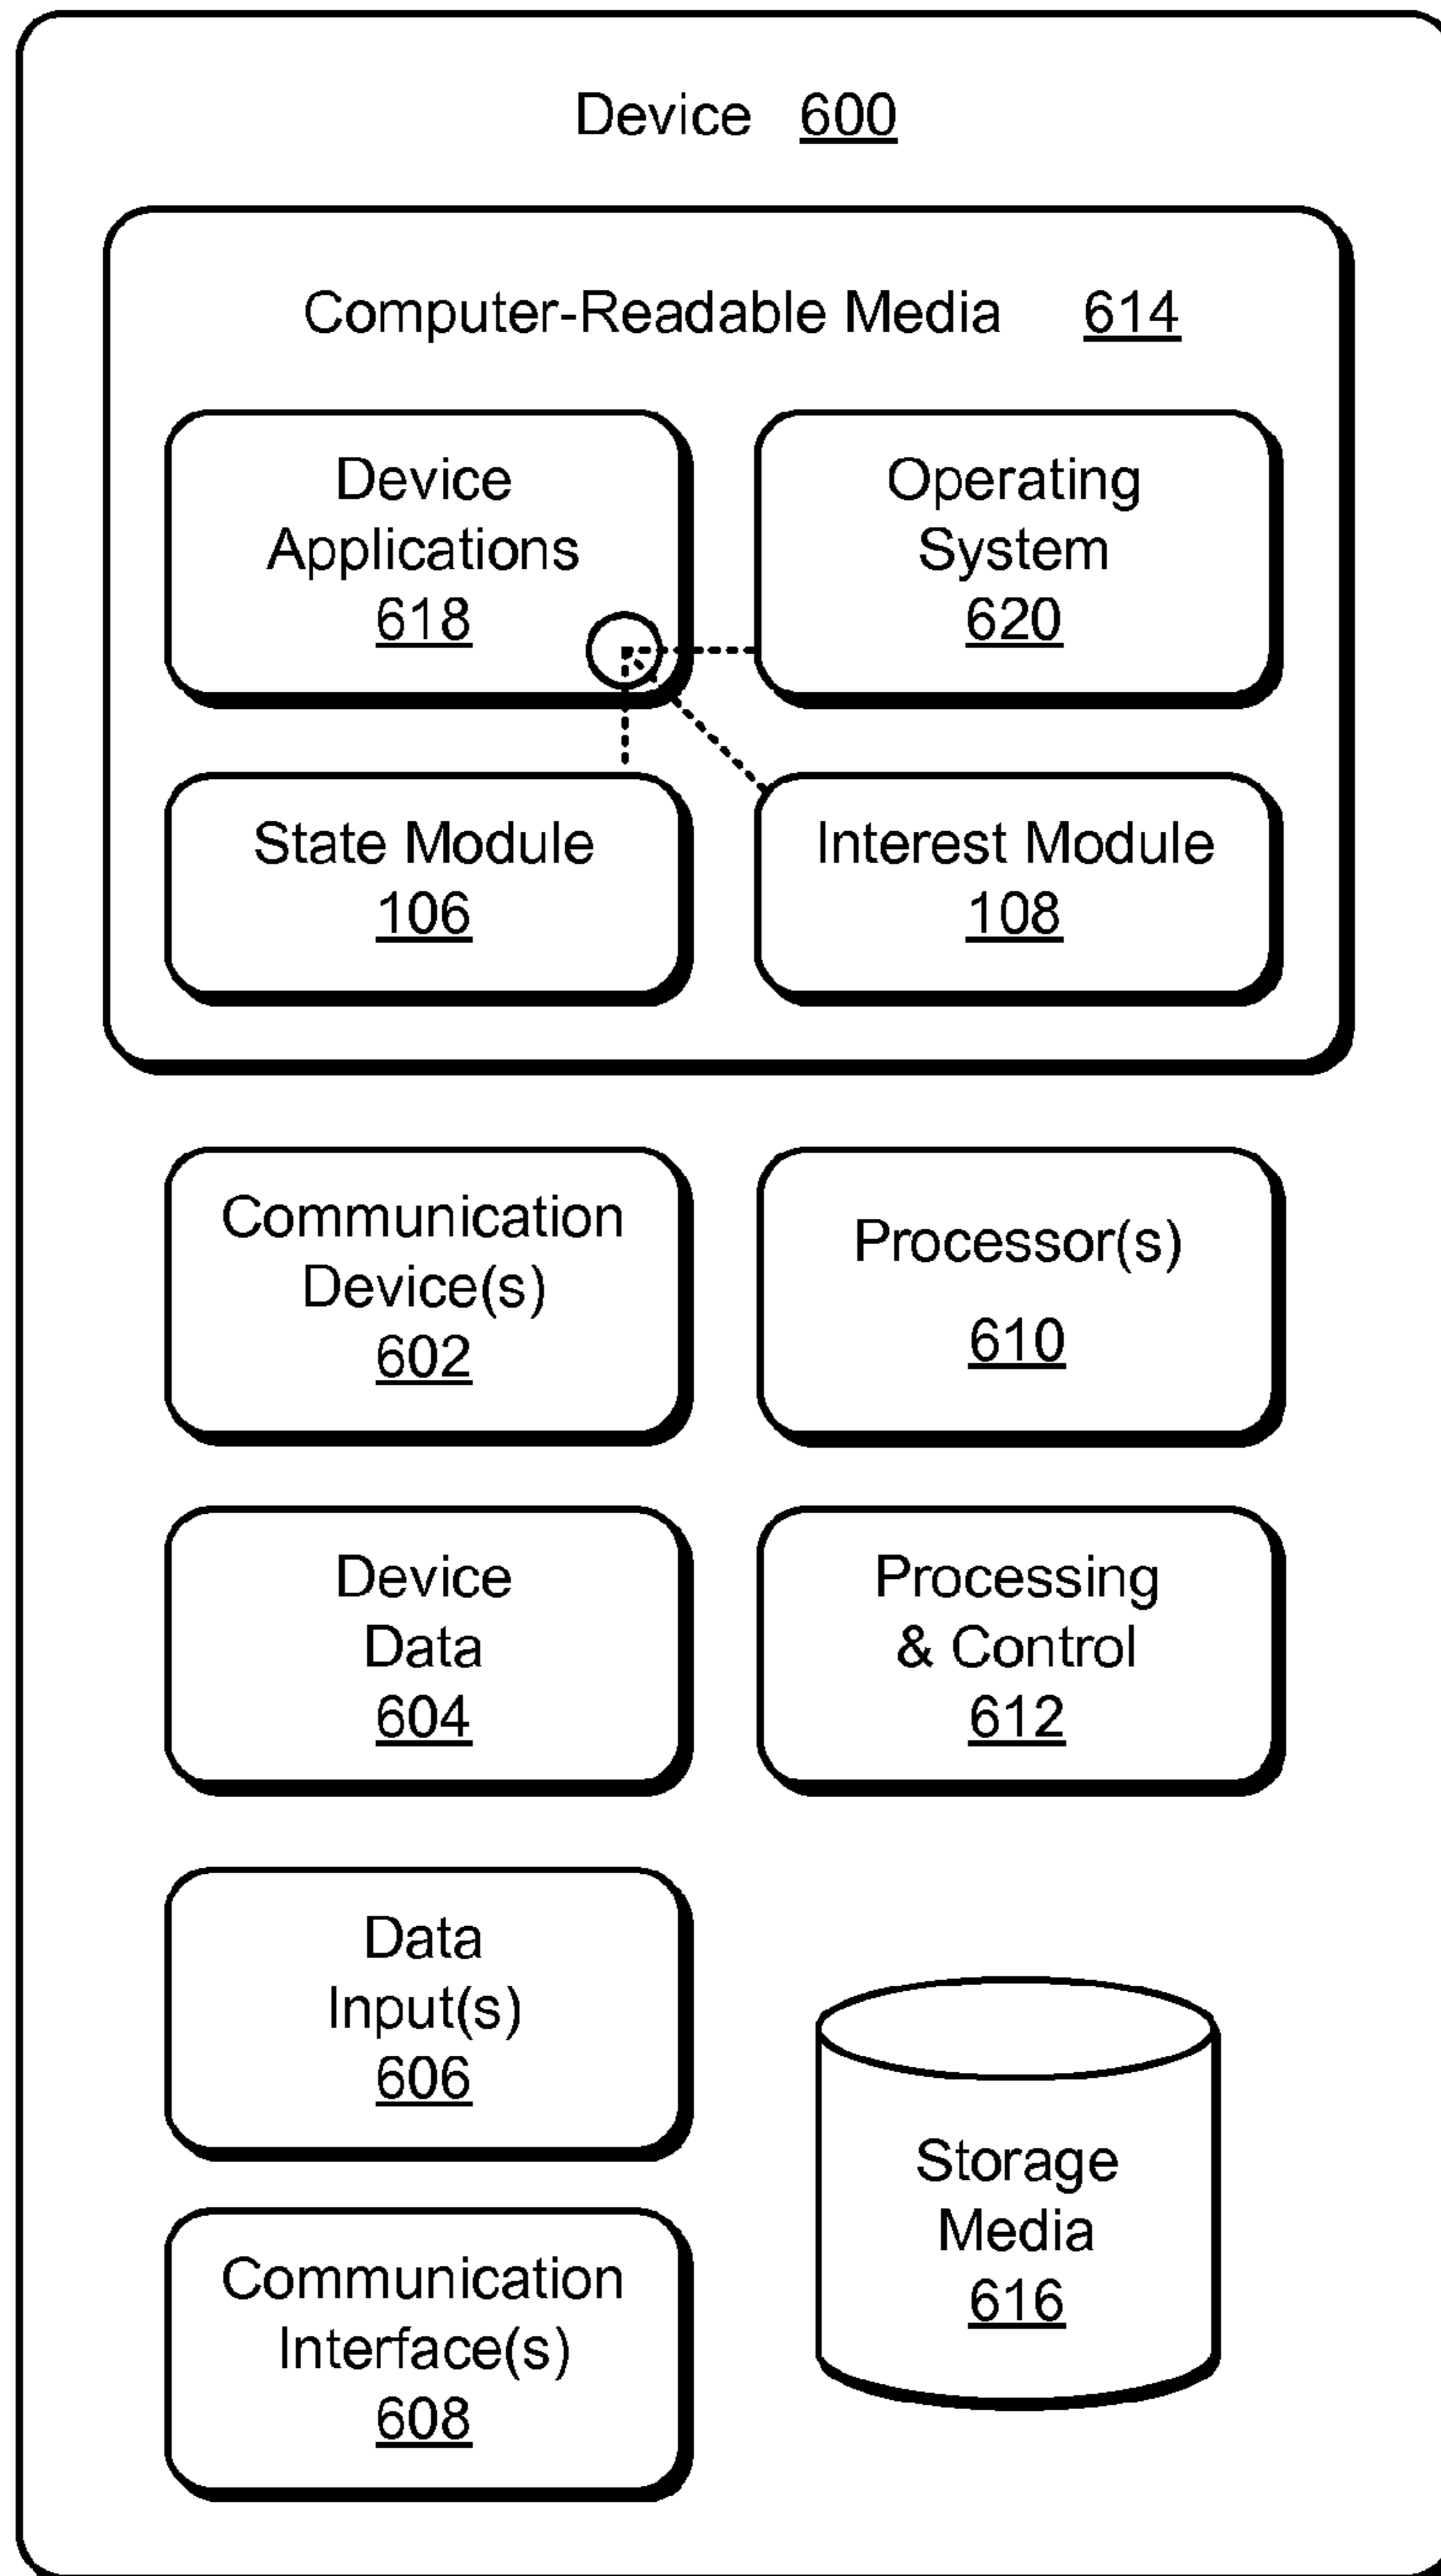 Device 600
Computer-Readable Media 614
Device
Applications
618
Operating
System
620
State Module
106
Interest Module
108
Communication
Device(s)
602
Processor(s)
610
Device
Data
604
Processing
& Control
612
Data
Input(s)
606
Storage
Media
616
Communication
Interface(s)
608